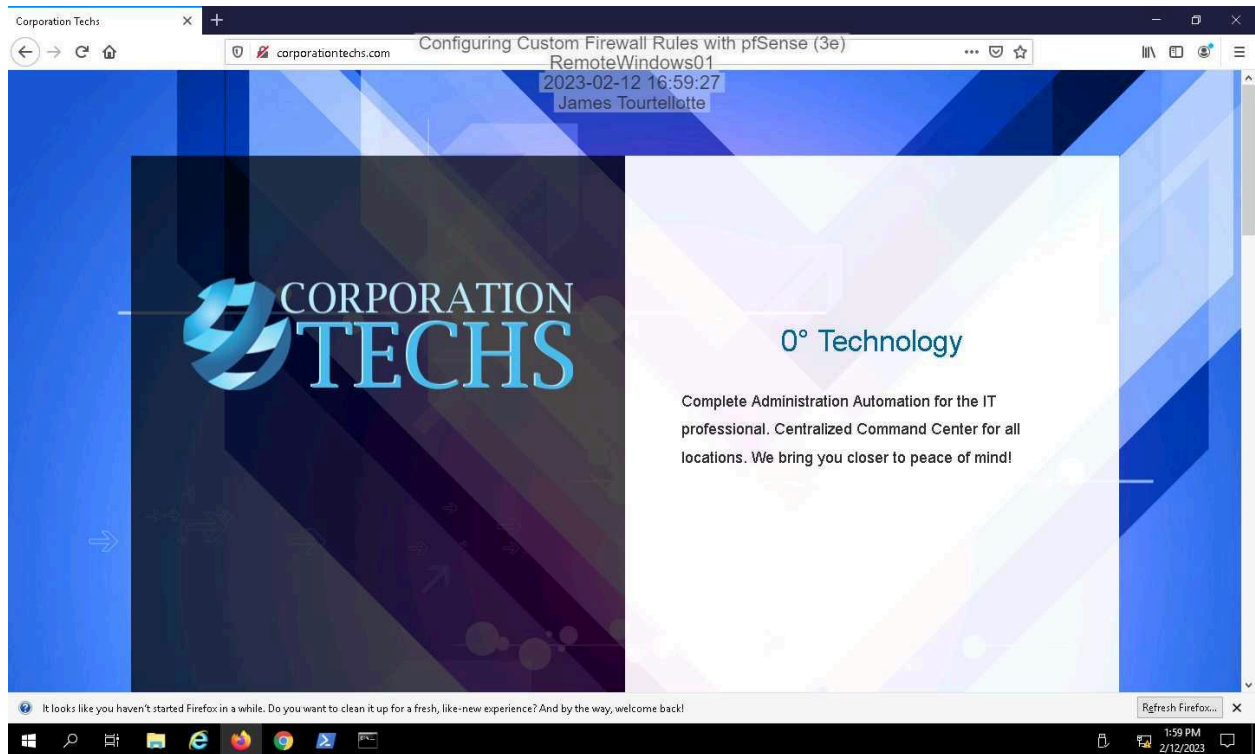 Corporation Techs
corporationtechs.com
Configuring Custom Firewall Rules with pfSense (3e)
RemoteWindows01
2023-02-12 16:59:27
James Tourtellotte
CORPORATION
TECHS
0° Technology
Complete Administration Automation for the IT
professional. Centralized Command Center for all
locations. We bring you closer to peace of mind!
It looks like you haven't started Firefox in a while. Do you want to clean it up for a fresh, like-new experience? And by the way, welcome back!
Refresh Firefox...
1:59 PM
2/12/2023